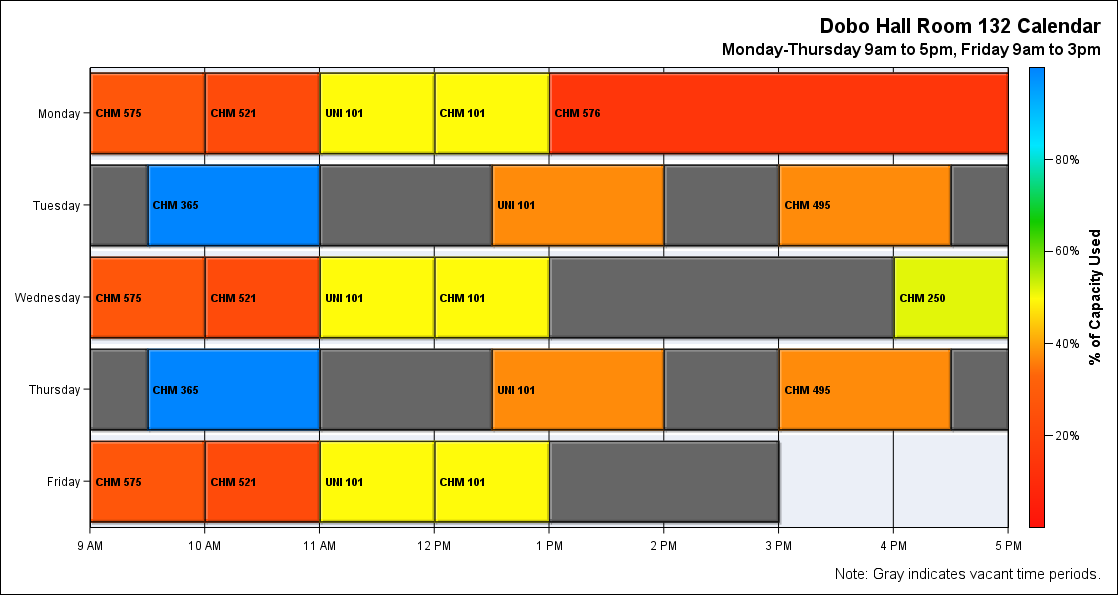 Dobo Hall Room 132 Calendar
Monday-Thursday 9am to 5pm, Friday 9am to 3pm
Monday
CHM 575
CHM 521
UNI 101
CHM 101
CHM 576
Tuesday
CHM 365
UNI 101
CHM 495
Wednesday
CHM 575
CHM 521
UNI 101
CHM 101
CHM 250
Thursday
CHM 365
UNI 101
CHM 495
Friday
CHM 575
CHM 521
UNI 101
CHM 101
9 AM
10 AM
11 AM
12 PM
1 PM
2 PM
3 PM
4 PM
5 PM
80%
60%
40%
20%
% of Capacity Used
Note: Gray indicates vacant time periods.